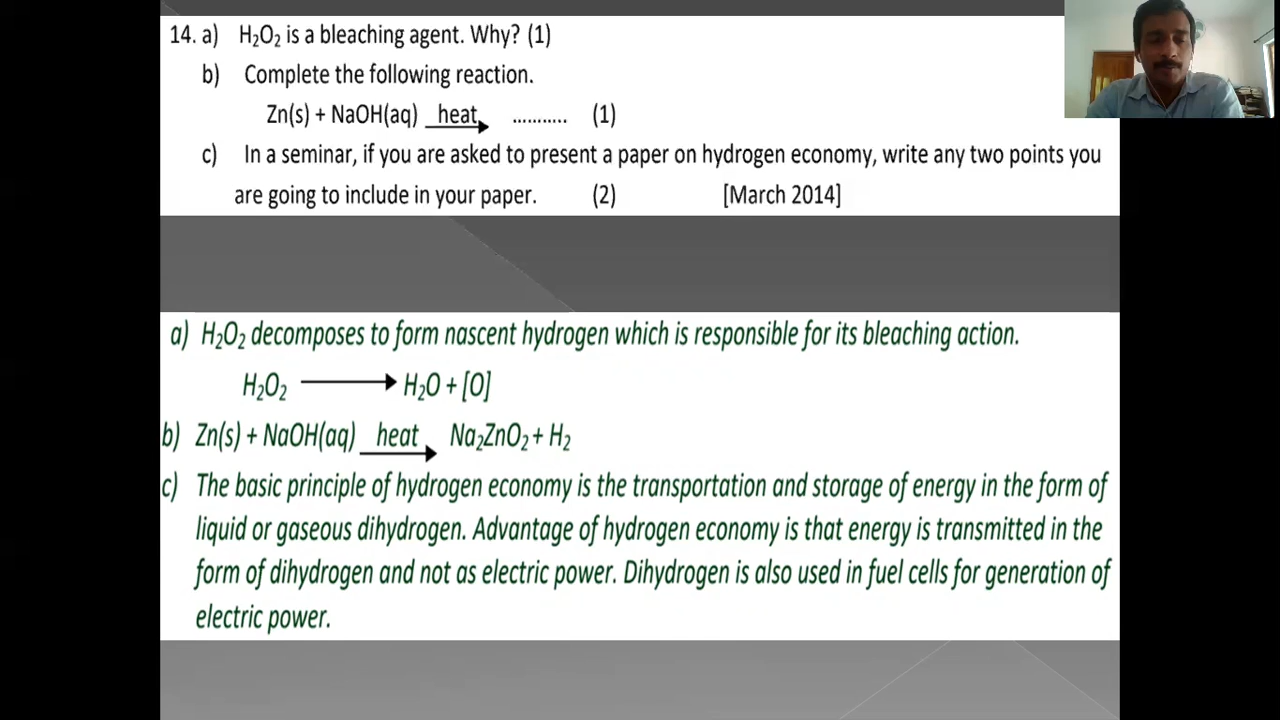 14. a) H₂O₂ is a bleaching agent. Why? (1)
b) Complete the following reaction.
Zn(s) + NaOH(aq) heat ........... (1)
c) In a seminar, if you are asked to present a paper on hydrogen economy, write any two points you
are going to include in your paper. (2) [March 2014]
a) H₂O₂ decomposes to form nascent hydrogen which is responsible for its bleaching action.
H₂O₂ ⟶ H₂O + [O]
b) Zn(s) + NaOH(aq) heat Na₂ZnO₂ + H₂
c) The basic principle of hydrogen economy is the transportation and storage of energy in the form of
liquid or gaseous dihydrogen. Advantage of hydrogen economy is that energy is transmitted in the
form of dihydrogen and not as electric power. Dihydrogen is also used in fuel cells for generation of
electric power.